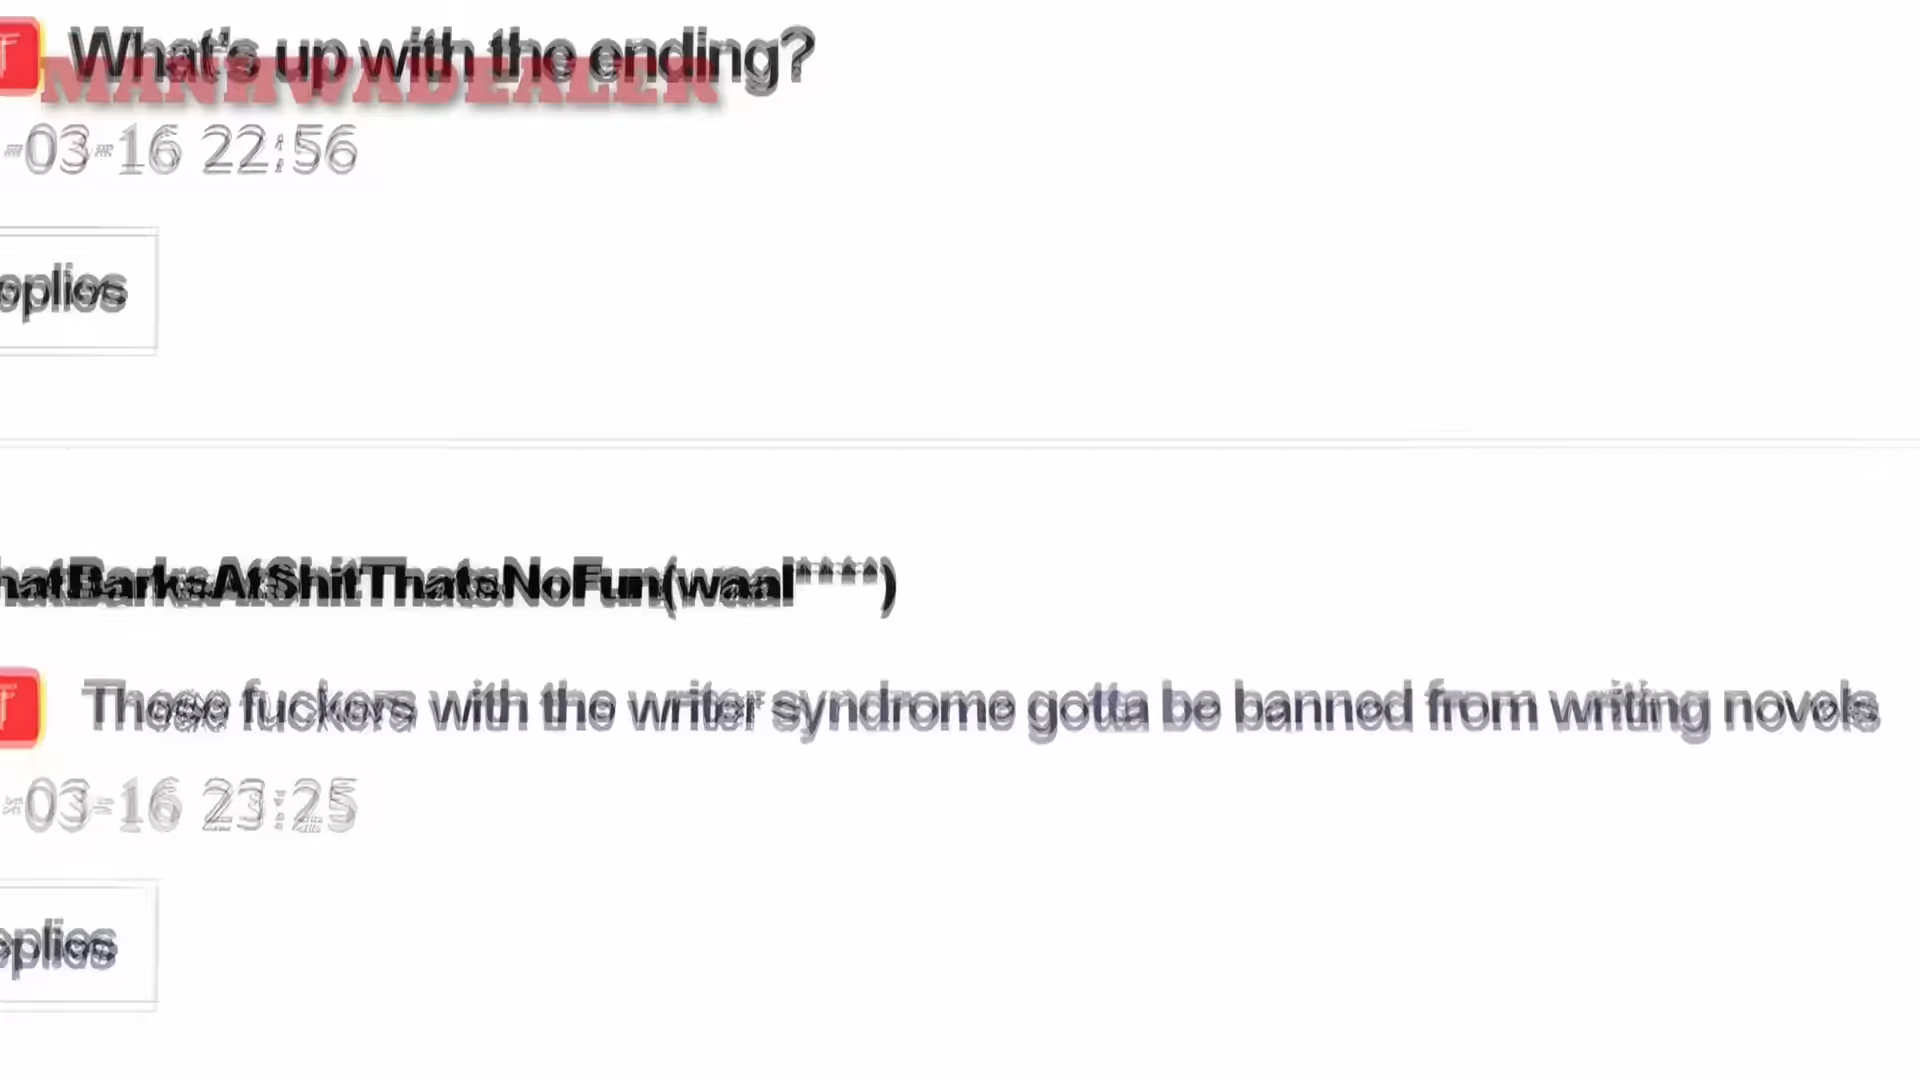 What's up with the ending?
MANHWADEALER
-03-16 22:56
eplies
hatBarksAtShitThatsNoFun(waal****)
These fuckers with the writer syndrome gotta be banned from writing novels
-03-16 23:25
eplies